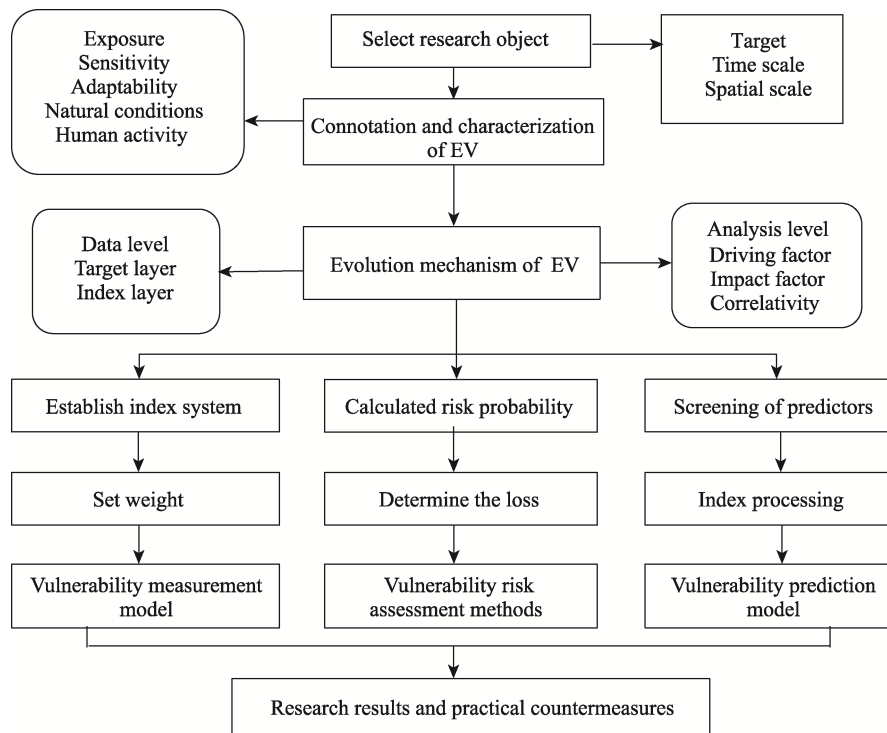 Exposure
Sensitivity
Adaptability
Natural conditions
Human activity
Select research object
Target
Time scale
Spatial scale
Connotation and characterization
of EV
Data level
Target layer
Index layer
Evolution mechanism of EV
Analysis level
Driving factor
Impact factor
Correlativity
Establish index system
Calculated risk probability
Screening of predictors
Set weight
Determine the loss
Index processing
Vulnerability measurement
model
Vulnerability risk
assessment methods
Vulnerability prediction
model
Research results and practical countermeasures